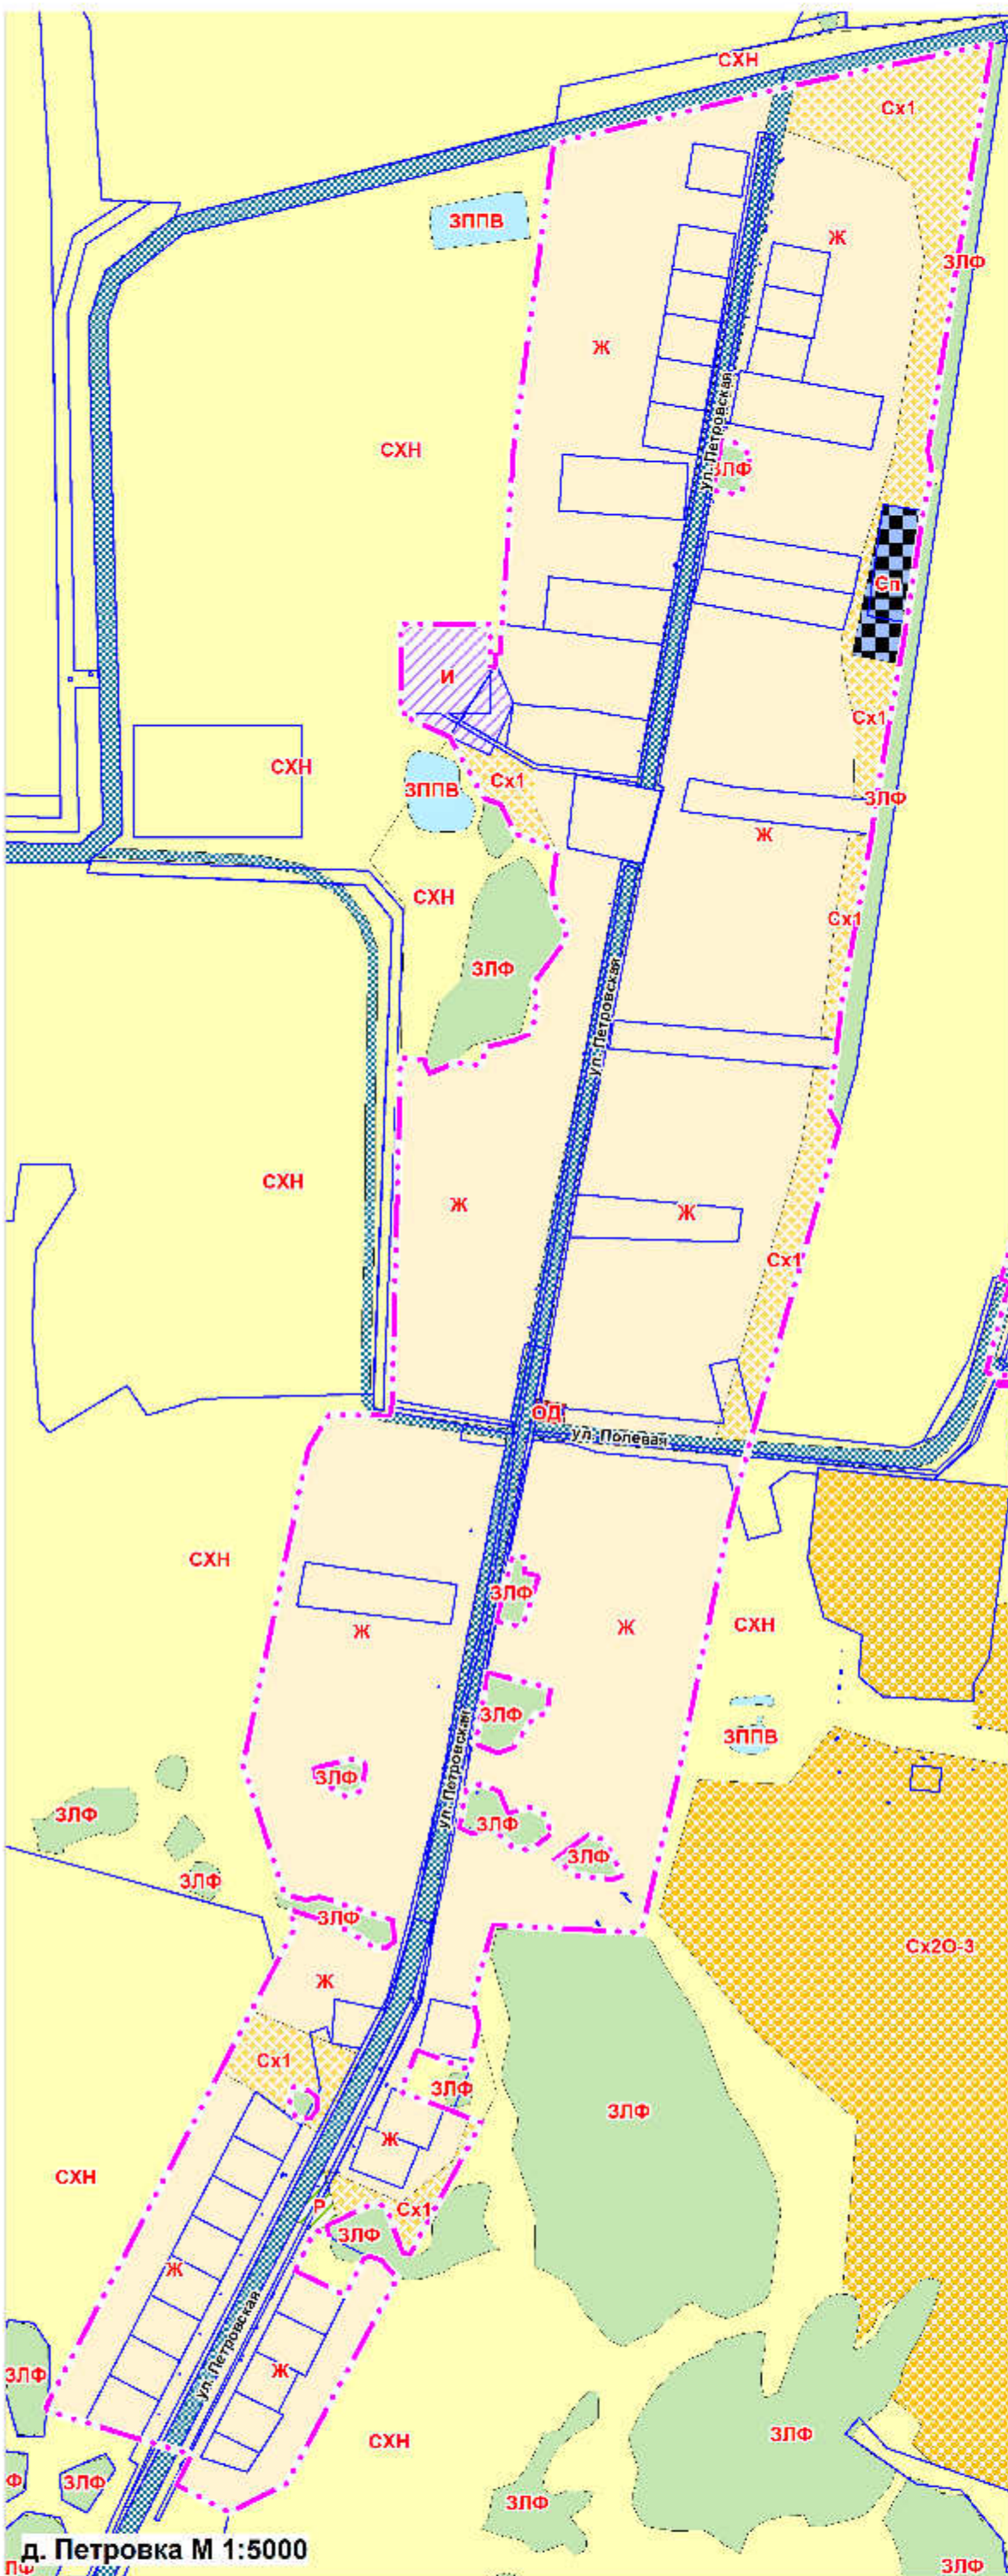 СХН
Сх1
ЗППВ
Ж
ЗЛФ
Ж
СХН
ул. Петровская
ЗЛФ
Сп
И
Сх1
СХН
Сх1
ЗППВ
ЗЛФ
Ж
СХН
Сх1
ЗЛФ
ул. Петровская
СХН
Ж
Ж
Сх1
ОД
ул. Полевая
СХН
ЗЛФ
Ж
Ж
СХН
ЗЛФ
ЗППВ
ул. Петровская
ЗЛФ
ЗЛФ
ЗЛФ
ЗЛФ
ЗЛФ
ЗЛФ
Сх2О-3
Ж
Сх1
ЗЛФ
ЗЛФ
Ж
СХН
Р
Сх1
ЗЛФ
Ж
ул. Петровская
Ж
ЗЛФ
СХН
ЗЛФ
ЗЛФ
ЗЛФ
д. Петровка М 1:5000
ЗЛФ